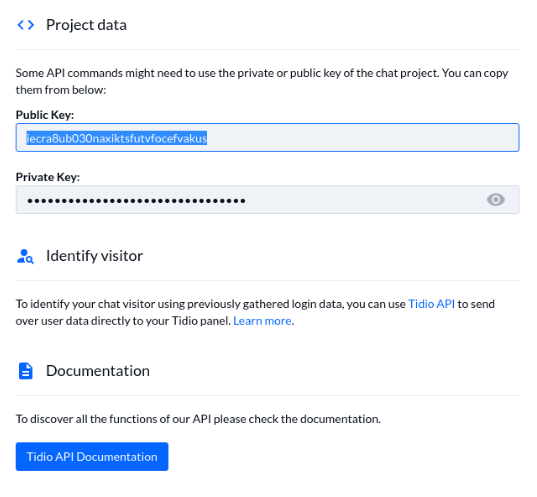 Project data
Some API commands might need to use the private or public key of the chat project. You can copy
them from below:
Public Key:
iecra8ub030naxiktsfutvfocefvakus
Private Key:
••••••••••••••••••••••••••••••••
Identify visitor
To identify your chat visitor using previously gathered login data, you can use Tidio API to send
over user data directly to your Tidio panel. Learn more.
Documentation
To discover all the functions of our API please check the documentation.
Tidio API Documentation